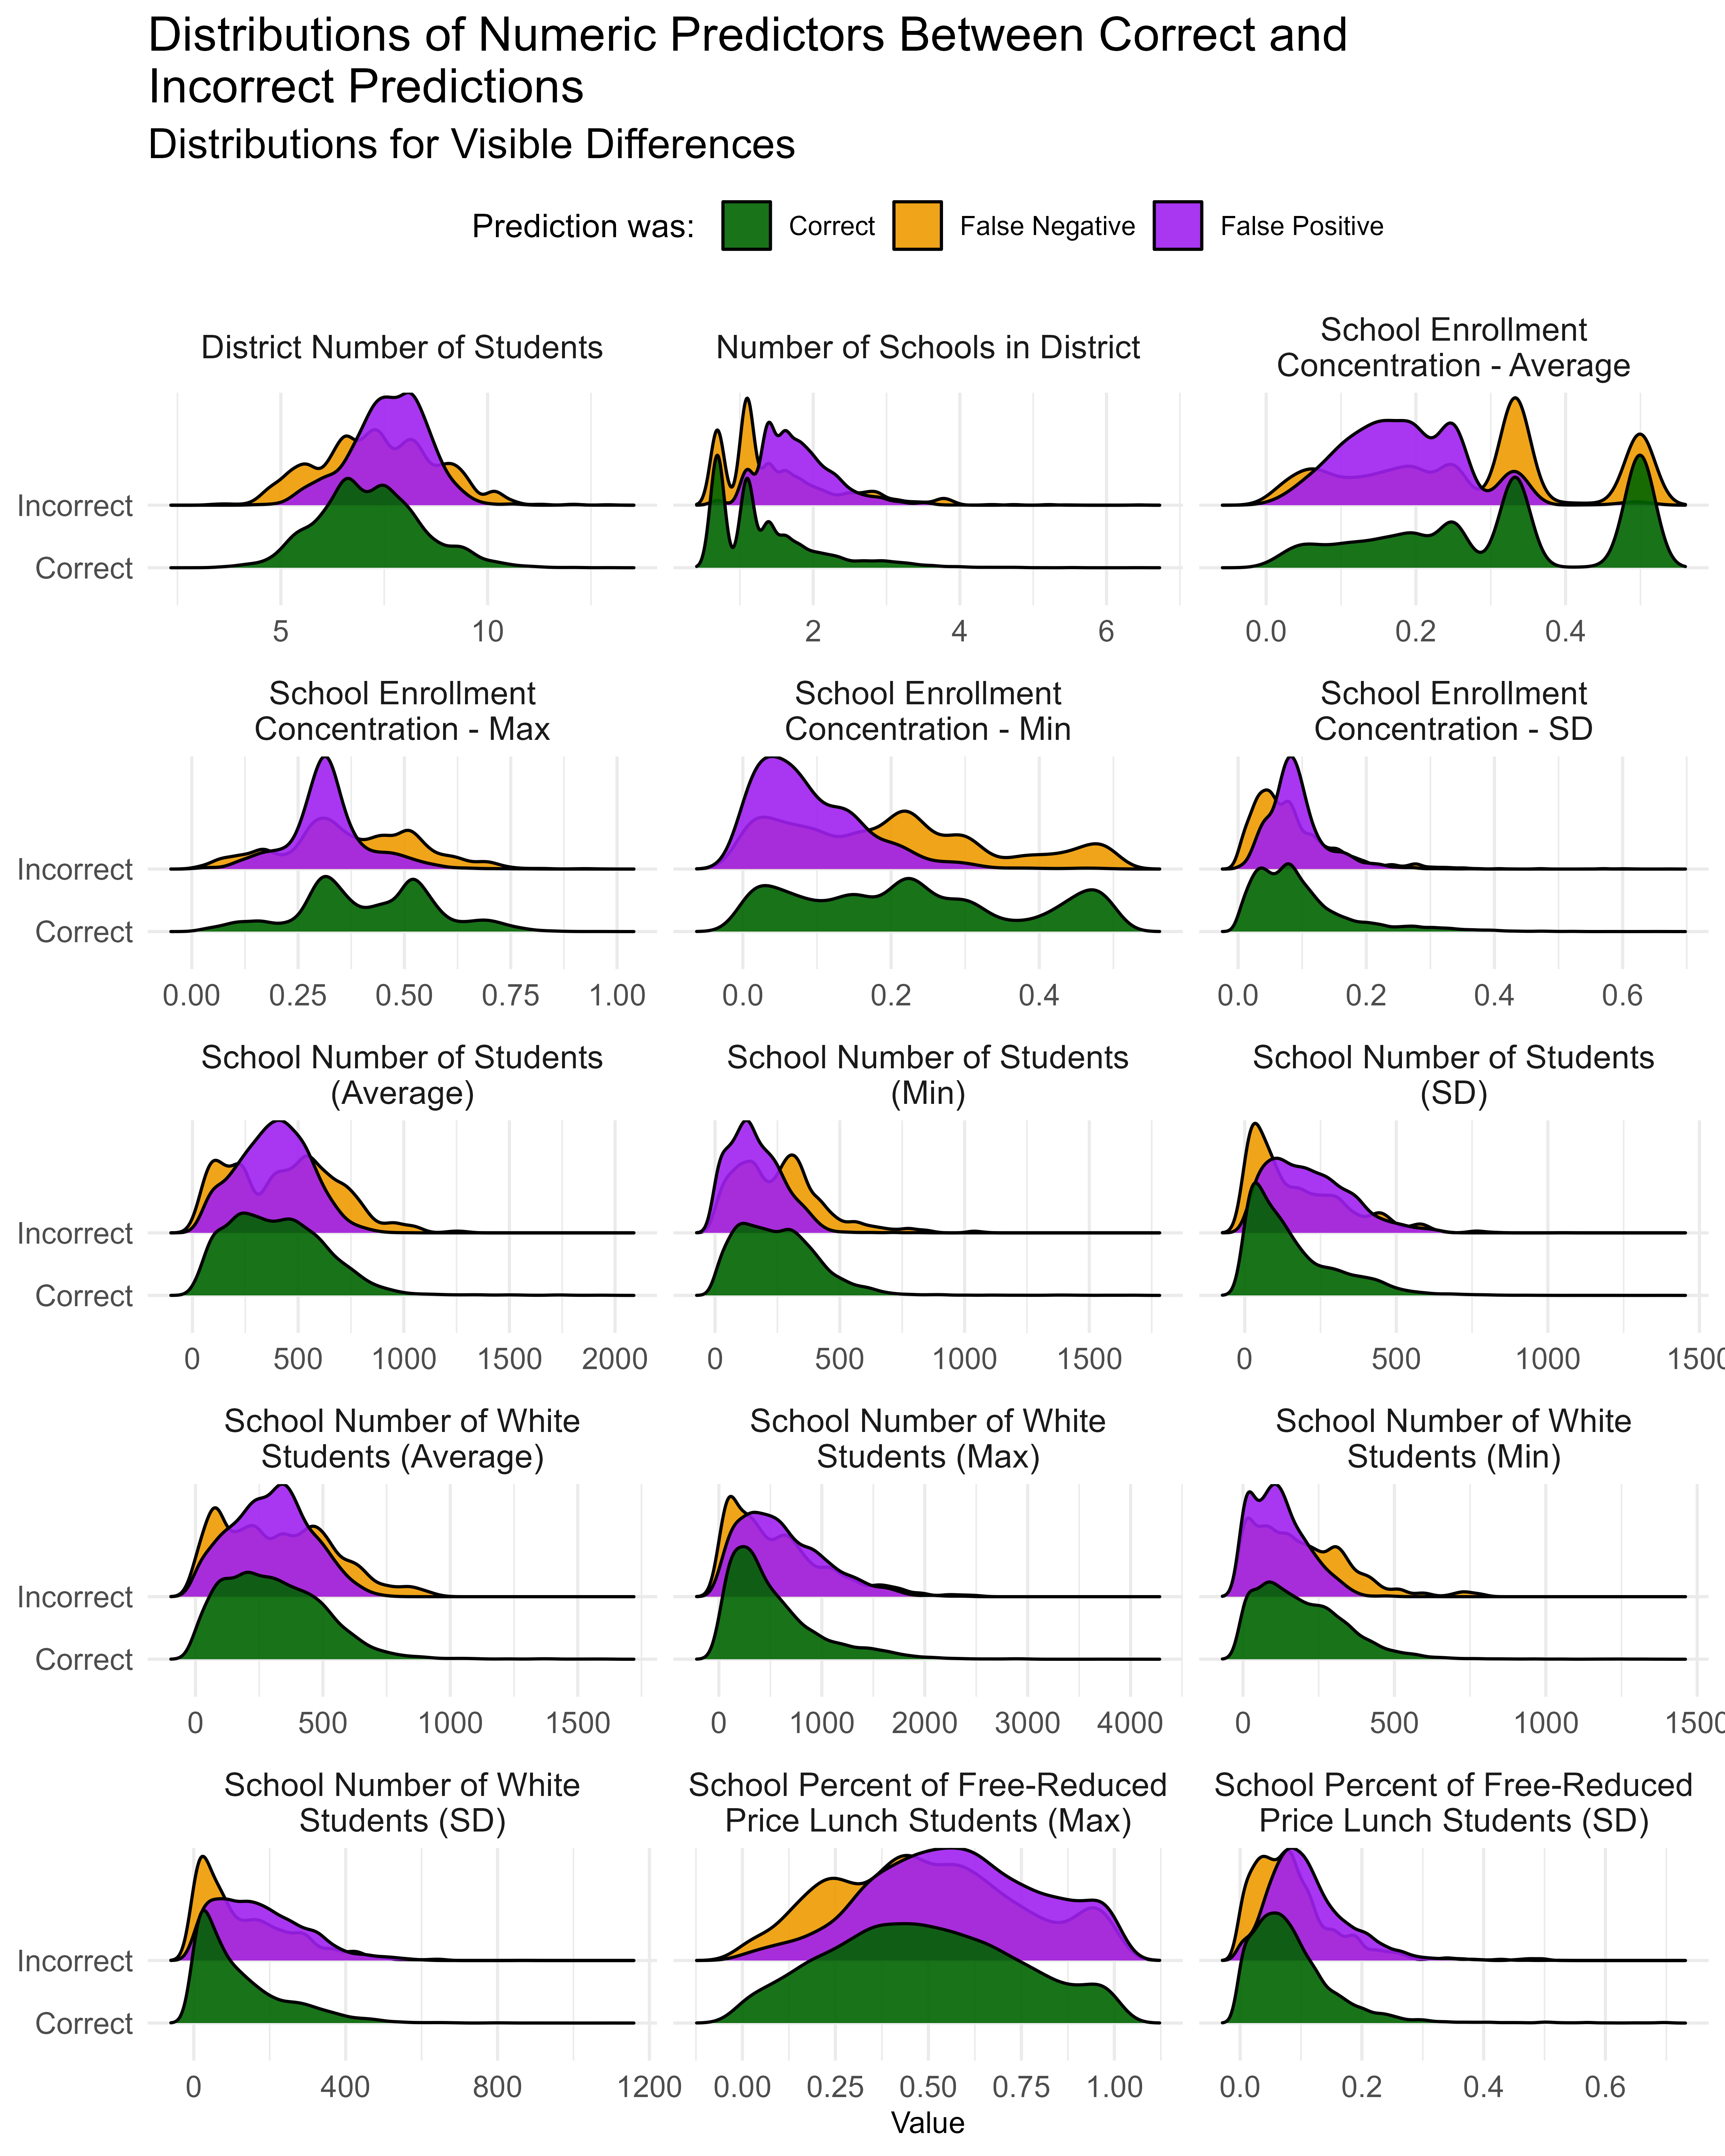 Distributions of Numeric Predictors Between Correct and
Incorrect Predictions
Distributions for Visible Differences
Prediction was: Correct False Negative False Positive
District Number of Students
Number of Schools in District
School Enrollment
Concentration - Average
Incorrect
Correct
5 10
2 4 6
0.0 0.2 0.4
School Enrollment
Concentration - Max
School Enrollment
Concentration - Min
School Enrollment
Concentration - SD
Incorrect
Correct
0.00 0.25 0.50 0.75 1.00
0.0 0.2 0.4
0.0 0.2 0.4 0.6
School Number of Students
(Average)
School Number of Students
(Min)
School Number of Students
(SD)
Incorrect
Correct
0 500 1000 1500 2000
0 500 1000 1500
0 500 1000 1500
School Number of White
Students (Average)
School Number of White
Students (Max)
School Number of White
Students (Min)
Incorrect
Correct
0 500 1000 1500
0 1000 2000 3000 4000
0 500 1000 1500
School Number of White
Students (SD)
School Percent of Free-Reduced
Price Lunch Students (Max)
School Percent of Free-Reduced
Price Lunch Students (SD)
Incorrect
Correct
0 400 800 1200
0.00 0.25 0.50 0.75 1.00
0.0 0.2 0.4 0.6
Value